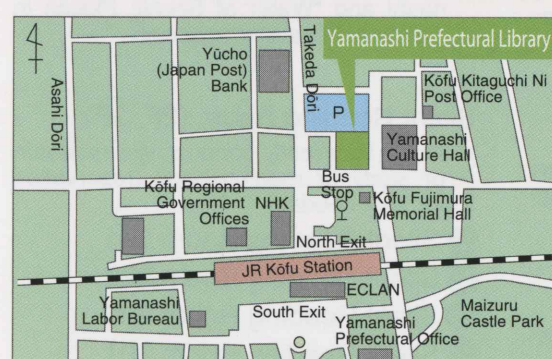 Yamanashi Prefectural Library
Takeda Dōri
Yūcho
(Japan Post)
Bank
Asahi Dōri
P
Kōfu Kitaguchi Ni
Post Office
Yamanashi
Culture Hall
Bus
Stop
Kōfu Regional
Government
Offices
NHK
Kōfu Fujimura
Memorial Hall
North Exit
JR Kōfu Station
ECLAN
South Exit
Yamanashi
Labor Bureau
Maizuru
Castle Park
Yamanashi
Prefectural Office